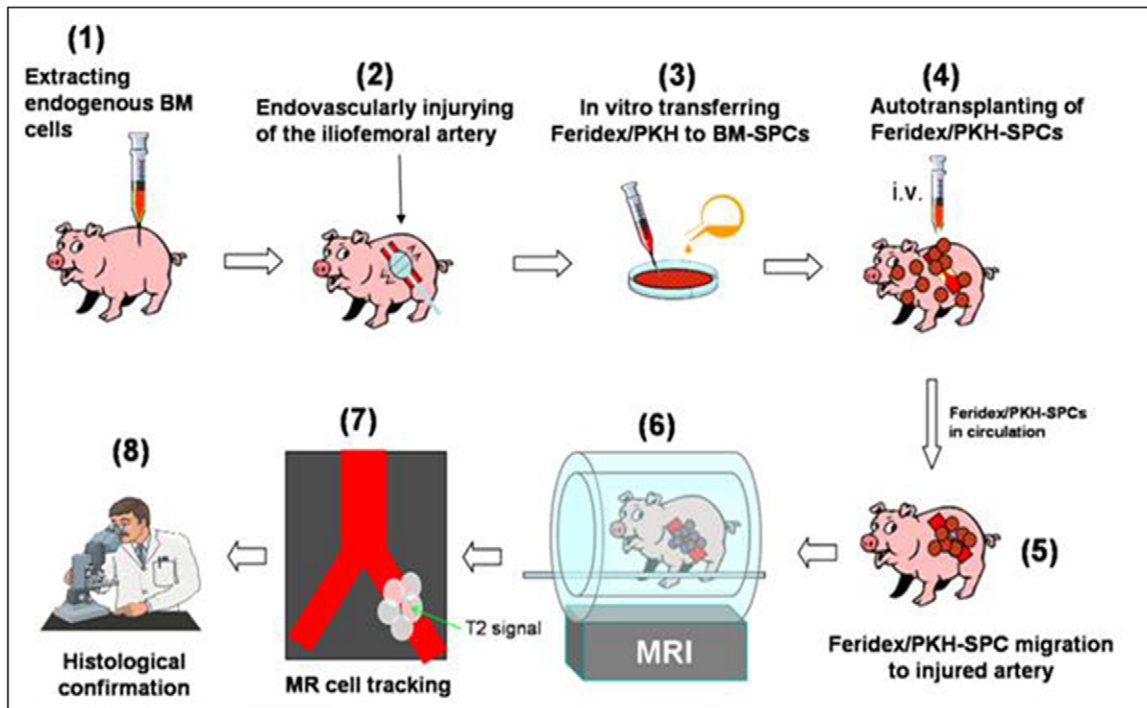 (1)
Extracting
endogenous BM
cells
(2)
Endovascularly injurying
of the iliofemoral artery
(3)
In vitro transferring
Feridex/PKH to BM-SPCs
(4)
Autotransplanting of
Feridex/PKH-SPCs
i.v.
Feridex/PKH-SPCs
in circulation
(5)
Feridex/PKH-SPC migration
to injured artery
(6)
MRI
(7)
T2 signal
MR cell tracking
(8)
Histological
confirmation